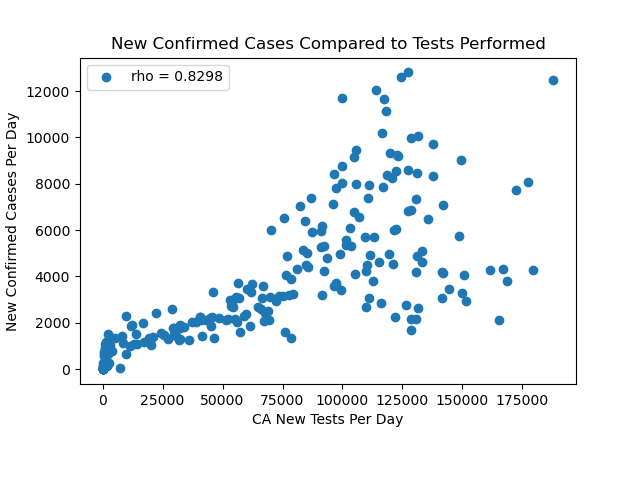 New Confirmed Cases Compared to Tests Performed
rho = 0.8298
New Confirmed Caeses Per Day
12000
10000
8000
6000
4000
2000
0
0 25000 50000 75000 100000 125000 150000 175000
CA New Tests Per Day